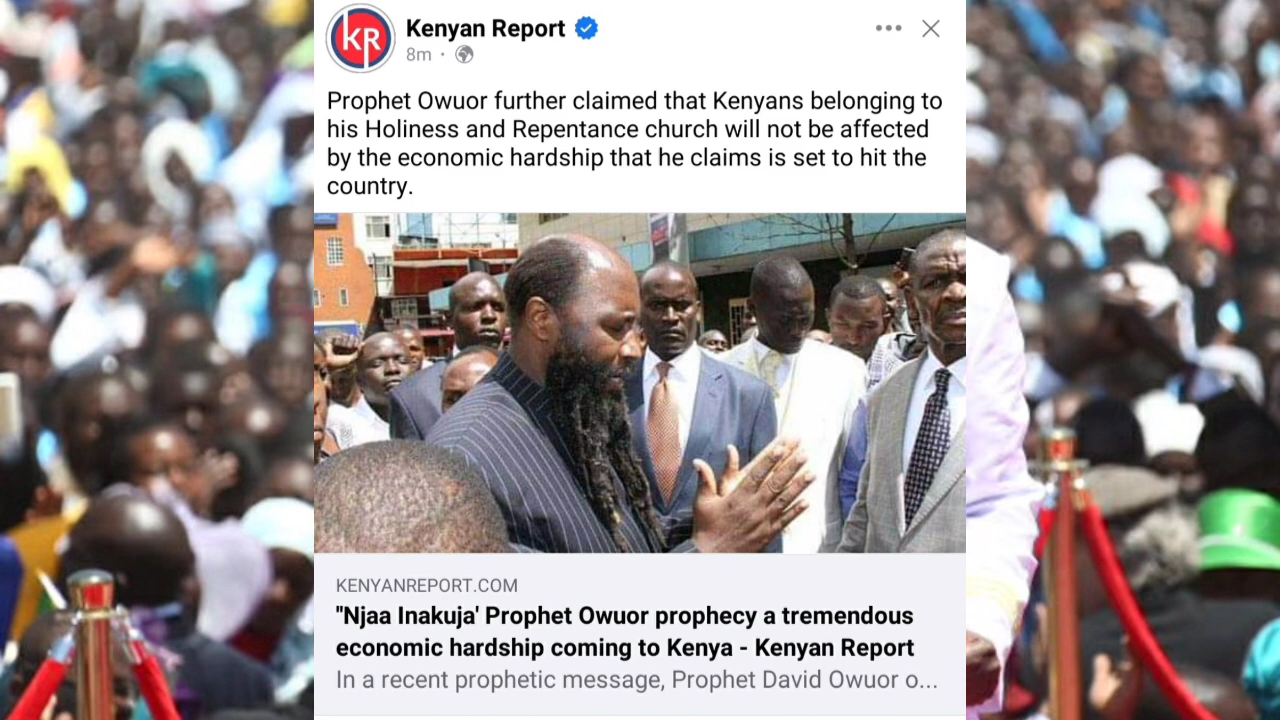 KR
Kenyan Report
8m ·
Prophet Owuor further claimed that Kenyans belonging to
his Holiness and Repentance church will not be affected
by the economic hardship that he claims is set to hit the
country.
KENYANREPORT.COM
"Njaa Inakuja' Prophet Owuor prophecy a tremendous
economic hardship coming to Kenya - Kenyan Report
In a recent prophetic message, Prophet David Owuor o...